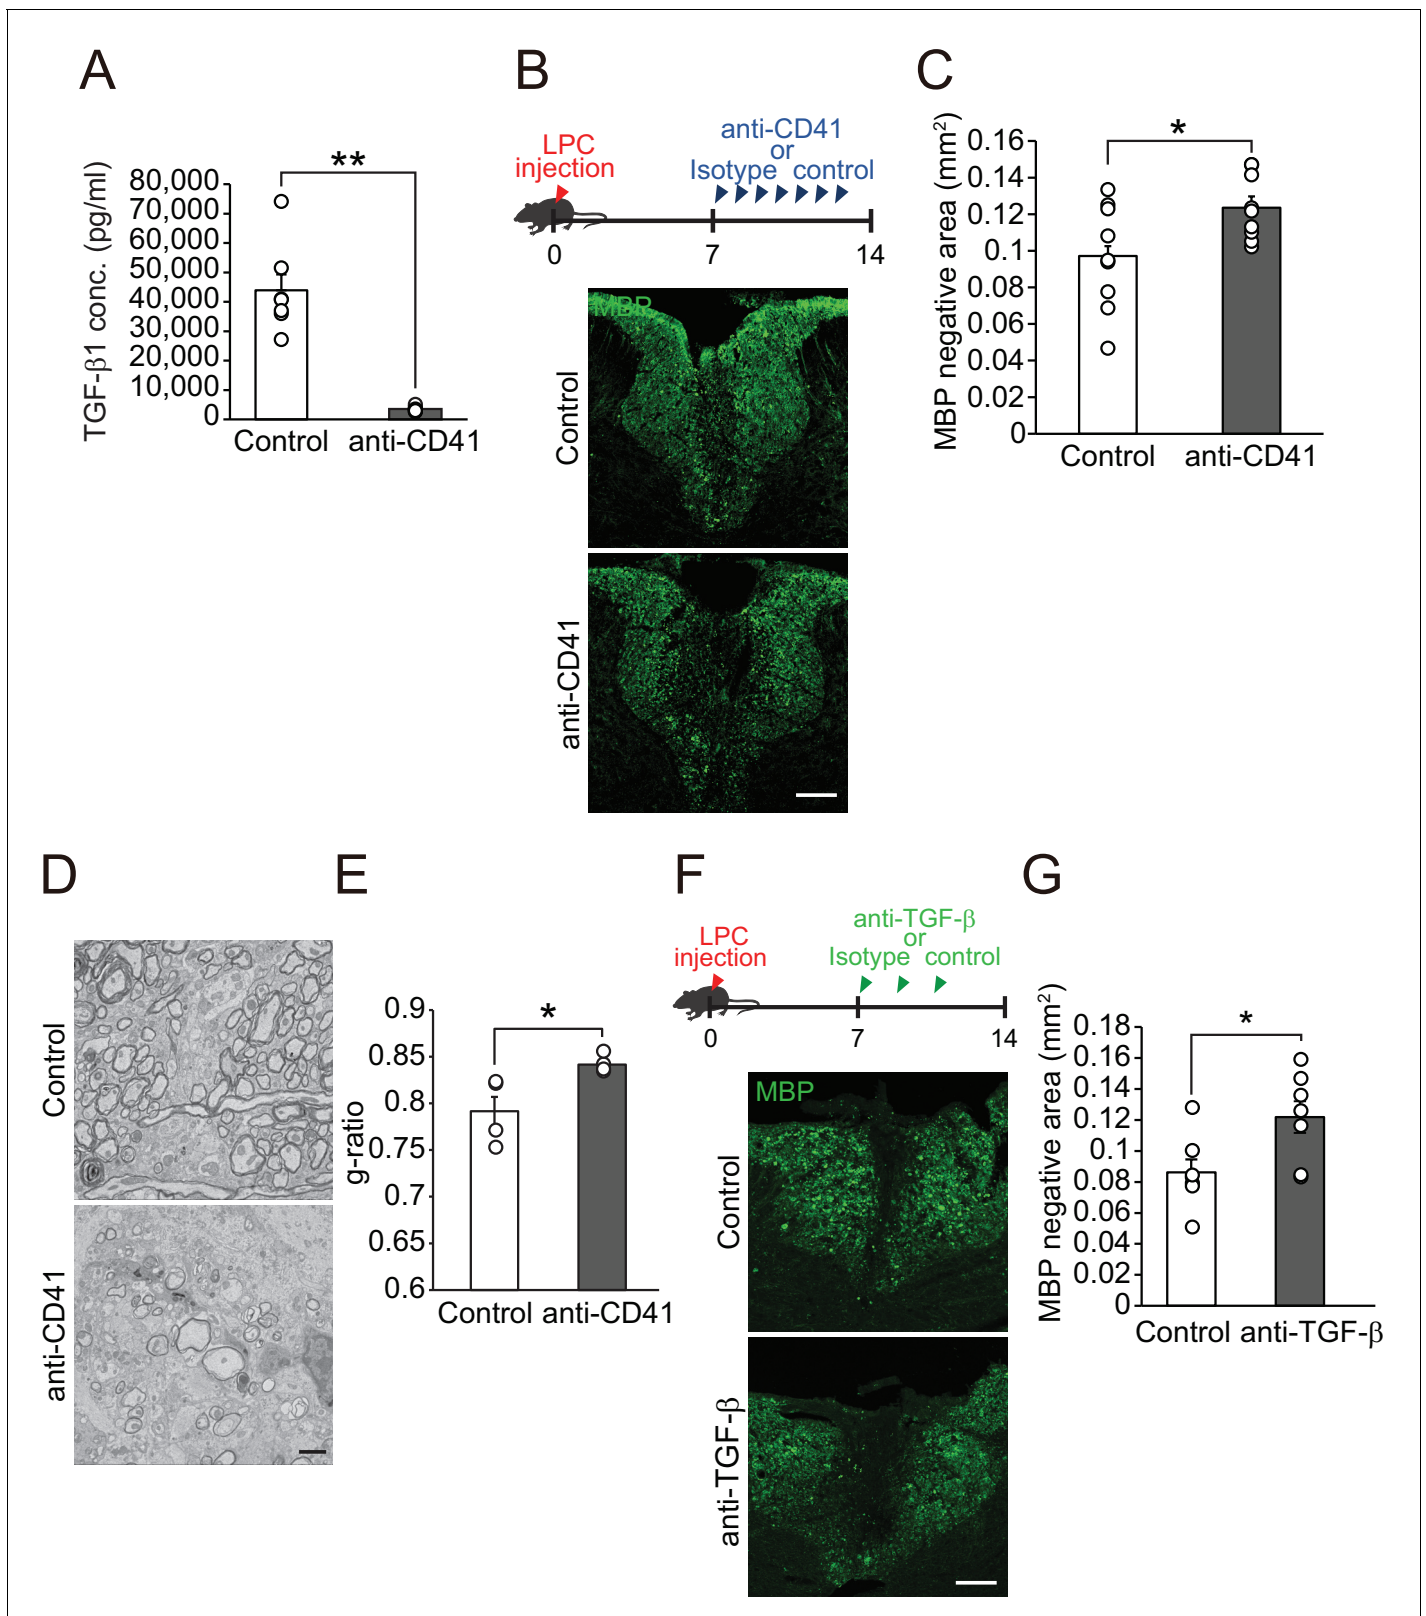 A
TGF-β1 conc. (pg/ml)
80,000
70,000
60,000
50,000
40,000
30,000
20,000
10,000
0
**
Control anti-CD41
B
LPC
injection
anti-CD41
or
Isotype control
0 7 14
MBP
Control
anti-CD41
C
MBP negative area (mm²)
0.16
0.14
0.12
0.1
0.08
0.06
0.04
0.02
0
*
Control anti-CD41
D
Control
anti-CD41
E
g-ratio
0.9
0.85
0.8
0.75
0.7
0.65
0.6
*
Control anti-CD41
F
LPC
injection
anti-TGF-β
or
Isotype control
0 7 14
MBP
Control
anti-TGF-β
G
MBP negative area (mm²)
0.18
0.16
0.14
0.12
0.1
0.08
0.06
0.04
0.02
0
*
Control anti-TGF-β